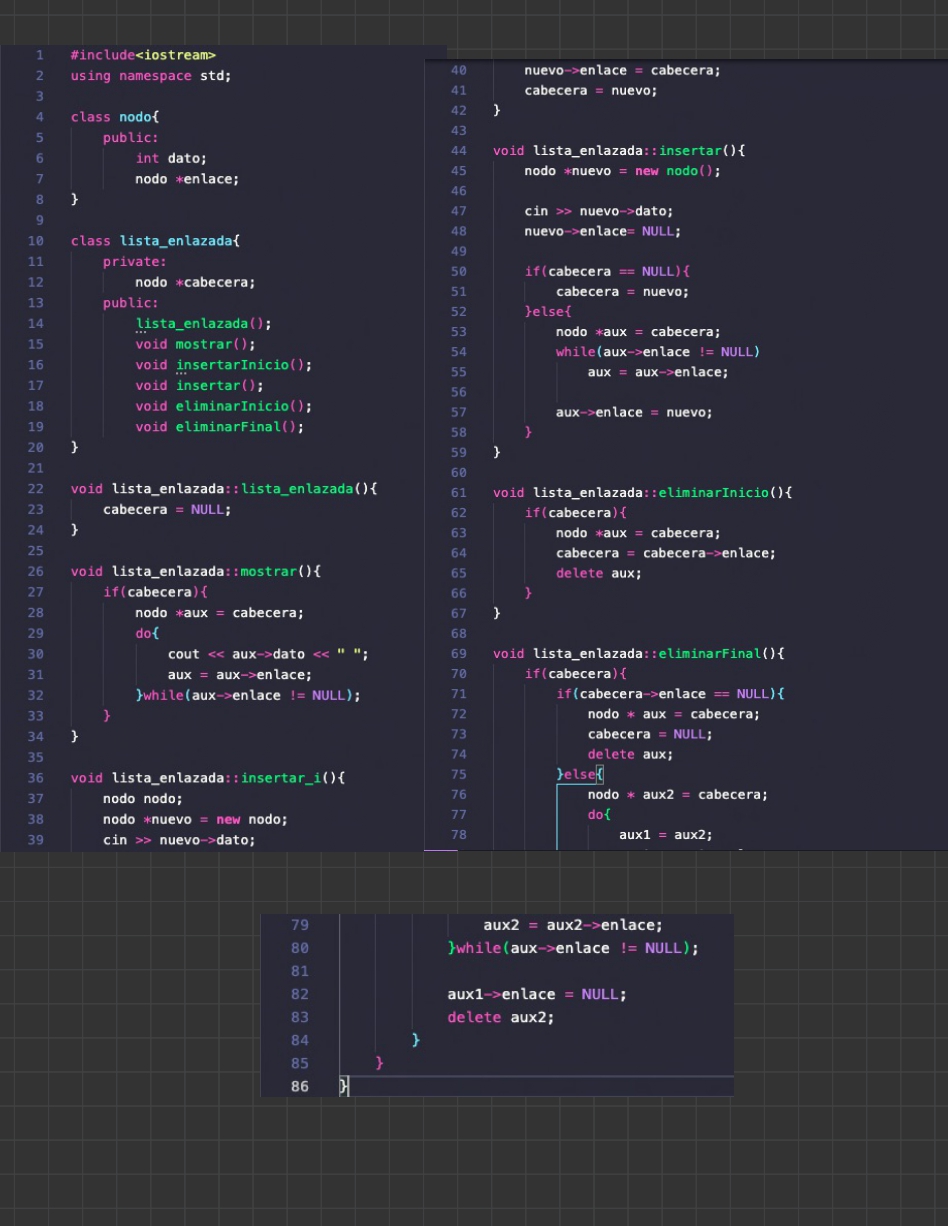 1 #include<iostream>
2 using namespace std;
3
4 class nodo{
5 public:
6 int dato;
7 nodo *enlace;
8 }
9
10 class lista_enlazada{
11 private:
12 nodo *cabecera;
13 public:
14 lista_enlazada();
15 void mostrar();
16 void insertarInicio();
17 void insertar();
18 void eliminarInicio();
19 void eliminarFinal();
20 }
21
22 void lista_enlazada::lista_enlazada(){
23 cabecera = NULL;
24 }
25
26 void lista_enlazada::mostrar(){
27 if(cabecera){
28 nodo *aux = cabecera;
29 do{
30 cout << aux->dato << " ";
31 aux = aux->enlace;
32 }while(aux->enlace != NULL);
33 }
34 }
35
36 void lista_enlazada::insertar_i(){
37 nodo nodo;
38 nodo *nuevo = new nodo;
39 cin >> nuevo->dato;
40 nuevo->enlace = cabecera;
41 cabecera = nuevo;
42 }
43
44 void lista_enlazada::insertar(){
45 nodo *nuevo = new nodo();
46
47 cin >> nuevo->dato;
48 nuevo->enlace= NULL;
49
50 if(cabecera == NULL){
51 cabecera = nuevo;
52 }else{
53 nodo *aux = cabecera;
54 while(aux->enlace != NULL)
55 aux = aux->enlace;
56
57 aux->enlace = nuevo;
58 }
59 }
60
61 void lista_enlazada::eliminarInicio(){
62 if(cabecera){
63 nodo *aux = cabecera;
64 cabecera = cabecera->enlace;
65 delete aux;
66 }
67 }
68
69 void lista_enlazada::eliminarFinal(){
70 if(cabecera){
71 if(cabecera->enlace == NULL){
72 nodo * aux = cabecera;
73 cabecera = NULL;
74 delete aux;
75 }else{
76 nodo * aux2 = cabecera;
77 do{
78 aux1 = aux2;
79 aux2 = aux2->enlace;
80 }while(aux->enlace != NULL);
81
82 aux1->enlace = NULL;
83 delete aux2;
84 }
85 }
86 }